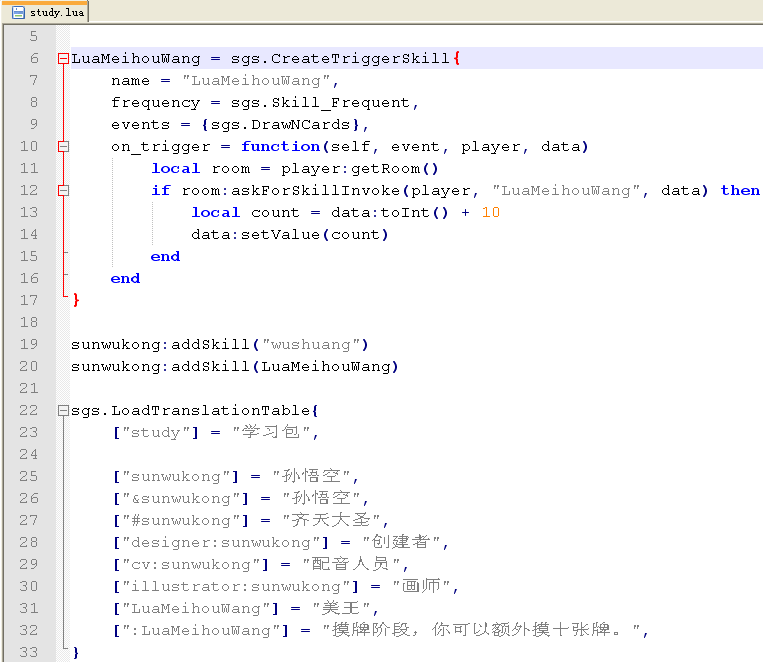 study.lua
5
6 LuaMeihouWang = sgs.CreateTriggerSkill{
7 name = "LuaMeihouWang",
8 frequency = sgs.Skill_Frequent,
9 events = {sgs.DrawNCards},
10 on_trigger = function(self, event, player, data)
11 local room = player:getRoom()
12 if room:askForSkillInvoke(player, "LuaMeihouWang", data) then
13 local count = data:toInt() + 10
14 data:setValue(count)
15 end
16 end
17 }
18
19 sunwukong:addSkill("wushuang")
20 sunwukong:addSkill(LuaMeihouWang)
21
22 sgs.LoadTranslationTable{
23 ["study"] = "学习包",
24
25 ["sunwukong"] = "孙悟空",
26 ["&sunwukong"] = "孙悟空",
27 ["#sunwukong"] = "齐天大圣",
28 ["designer:sunwukong"] = "创建者",
29 ["cv:sunwukong"] = "配音人员",
30 ["illustrator:sunwukong"] = "画师",
31 ["LuaMeihouWang"] = "美王",
32 [":LuaMeihouWang"] = "摸牌阶段，你可以额外摸十张牌。",
33 }